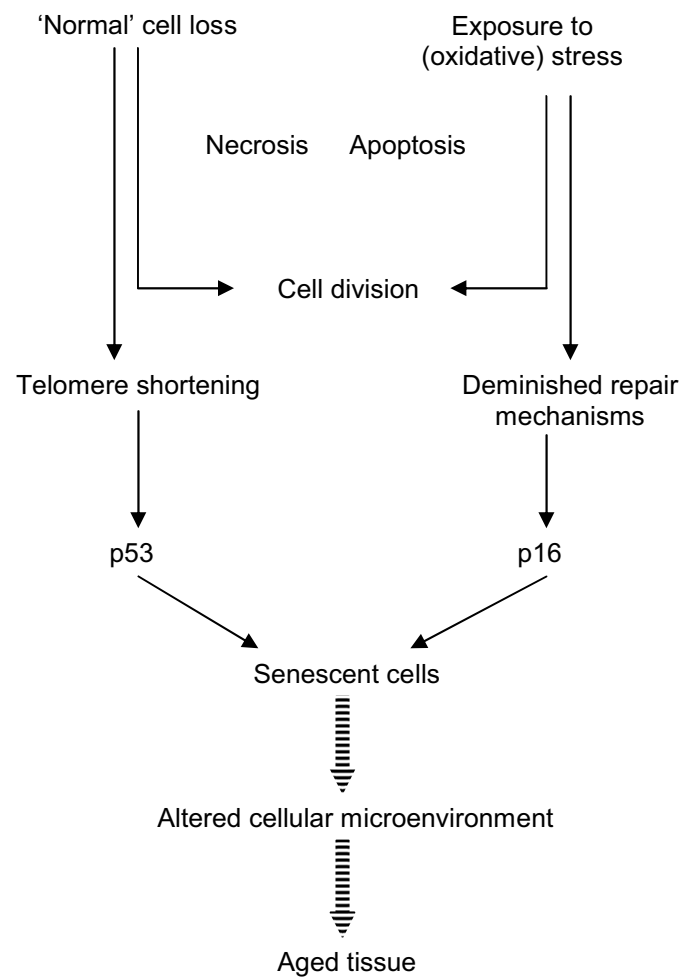 ‘Normal’ cell loss
Exposure to
(oxidative) stress
Necrosis Apoptosis
Cell division
Telomere shortening
Deminished repair
mechanisms
p53
p16
Senescent cells
Altered cellular microenvironment
Aged tissue